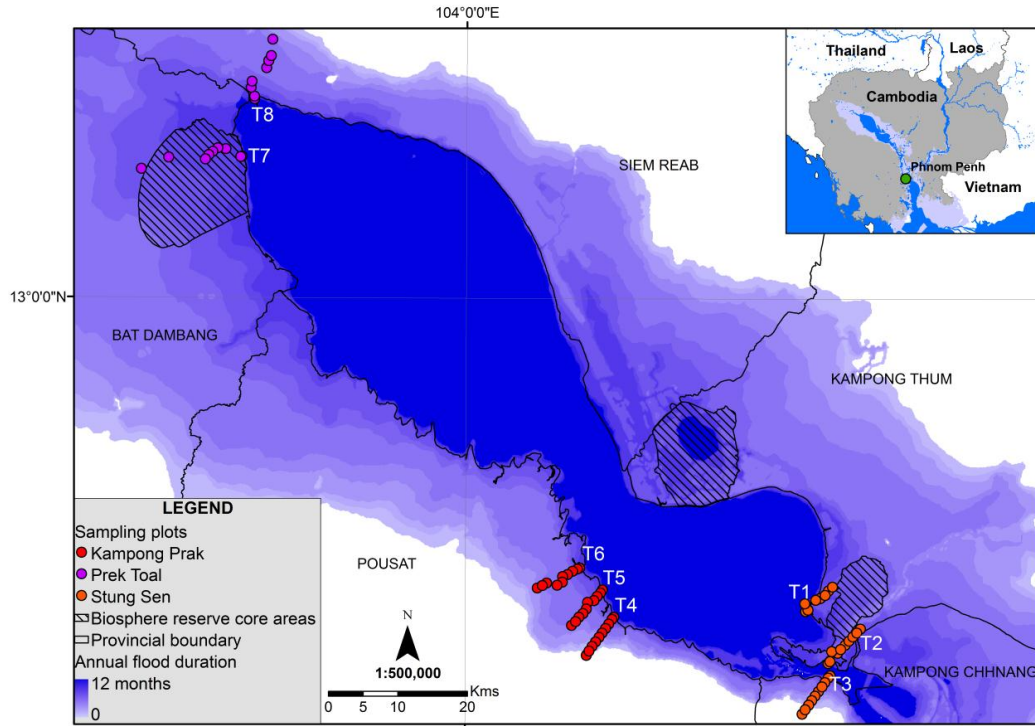 104°0'0"E
Thailand
Laos
Cambodia
Phnom Penh
Vietnam
T8
T7
SIEM REAB
13°0'0"N
BAT DAMBANG
KAMPONG THUM
LEGEND
Sampling plots
Kampong Prak
Prek Toal
Stung Sen
Biosphere reserve core areas
Provincial boundary
Annual flood duration
12 months
0
POUSAT
T6
T5
T4
T1
T2
T3
KAMPONG CHHNANG
N
1:500,000
Kms
0 5 10 20